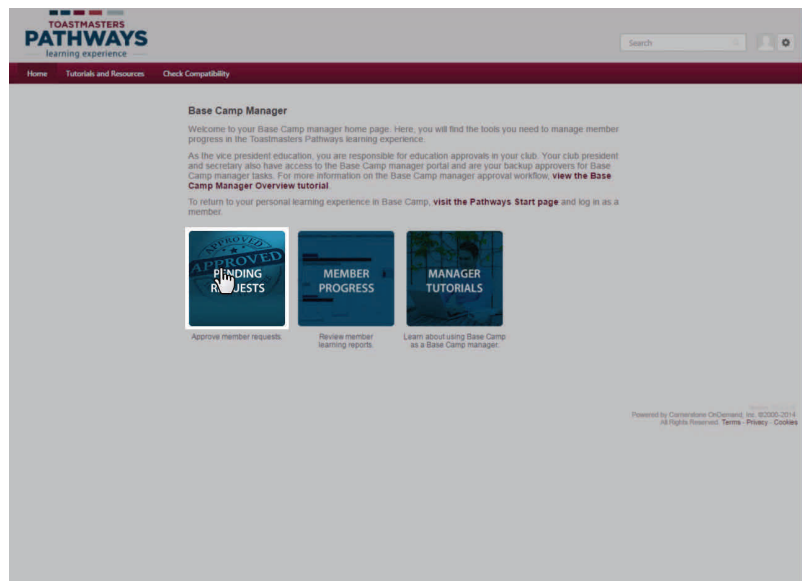 TOASTMASTERS
PATHWAYS
learning experience
Search
Home Tutorials and Resources Check Compatibility
Base Camp Manager
Welcome to your Base Camp manager home page. Here, you will find the tools you need to manage member
progress in the Toastmasters Pathways learning experience.
As the vice president education, you are responsible for education approvals in your club. Your club president
and secretary also have access to the Base Camp manager portal and are your backup approvers for Base
Camp manager tasks. For more information on the Base Camp manager approval workflow, view the Base
Camp Manager Overview tutorial.
To return to your personal learning experience in Base Camp, visit the Pathways Start page and log in as a
member.
APPROVED
APPROVED
PENDING
REQUESTS
MEMBER
PROGRESS
MANAGER
TUTORIALS
Approve member requests.
Review member
learning reports.
Learn about using Base Camp
as a Base Camp manager.
Powered by Cornerstone OnDemand, Inc. ©2000-2014
All Rights Reserved. Terms - Privacy - Cookies